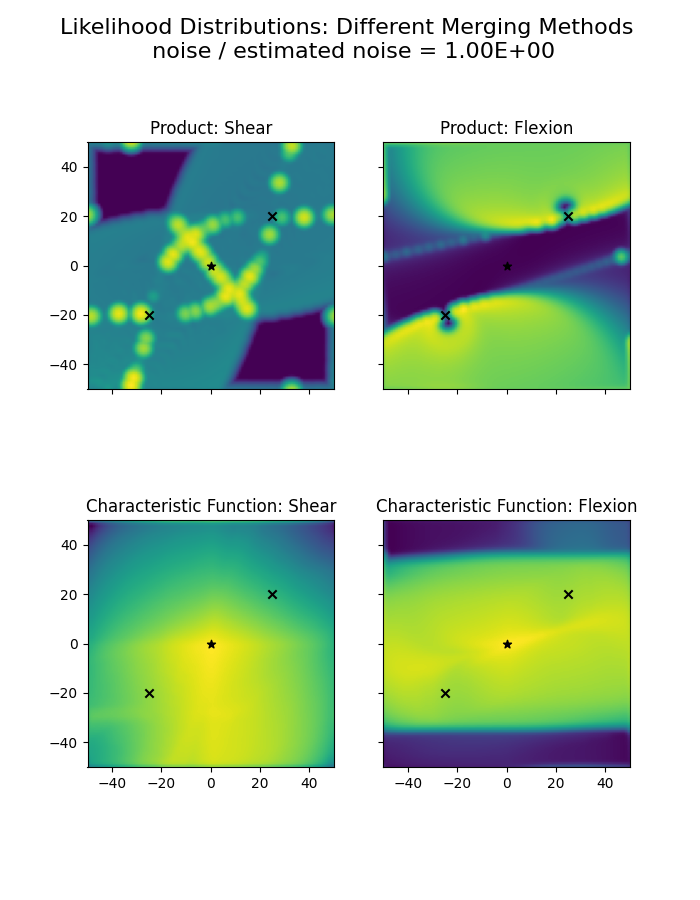 Likelihood Distributions: Different Merging Methods
noise / estimated noise = 1.00E+00
Product: Shear
Product: Flexion
40
20
0
−20
−40
Characteristic Function: Shear
Characteristic Function: Flexion
40
20
0
−20
−40
−40 −20 0 20 40
−40 −20 0 20 40